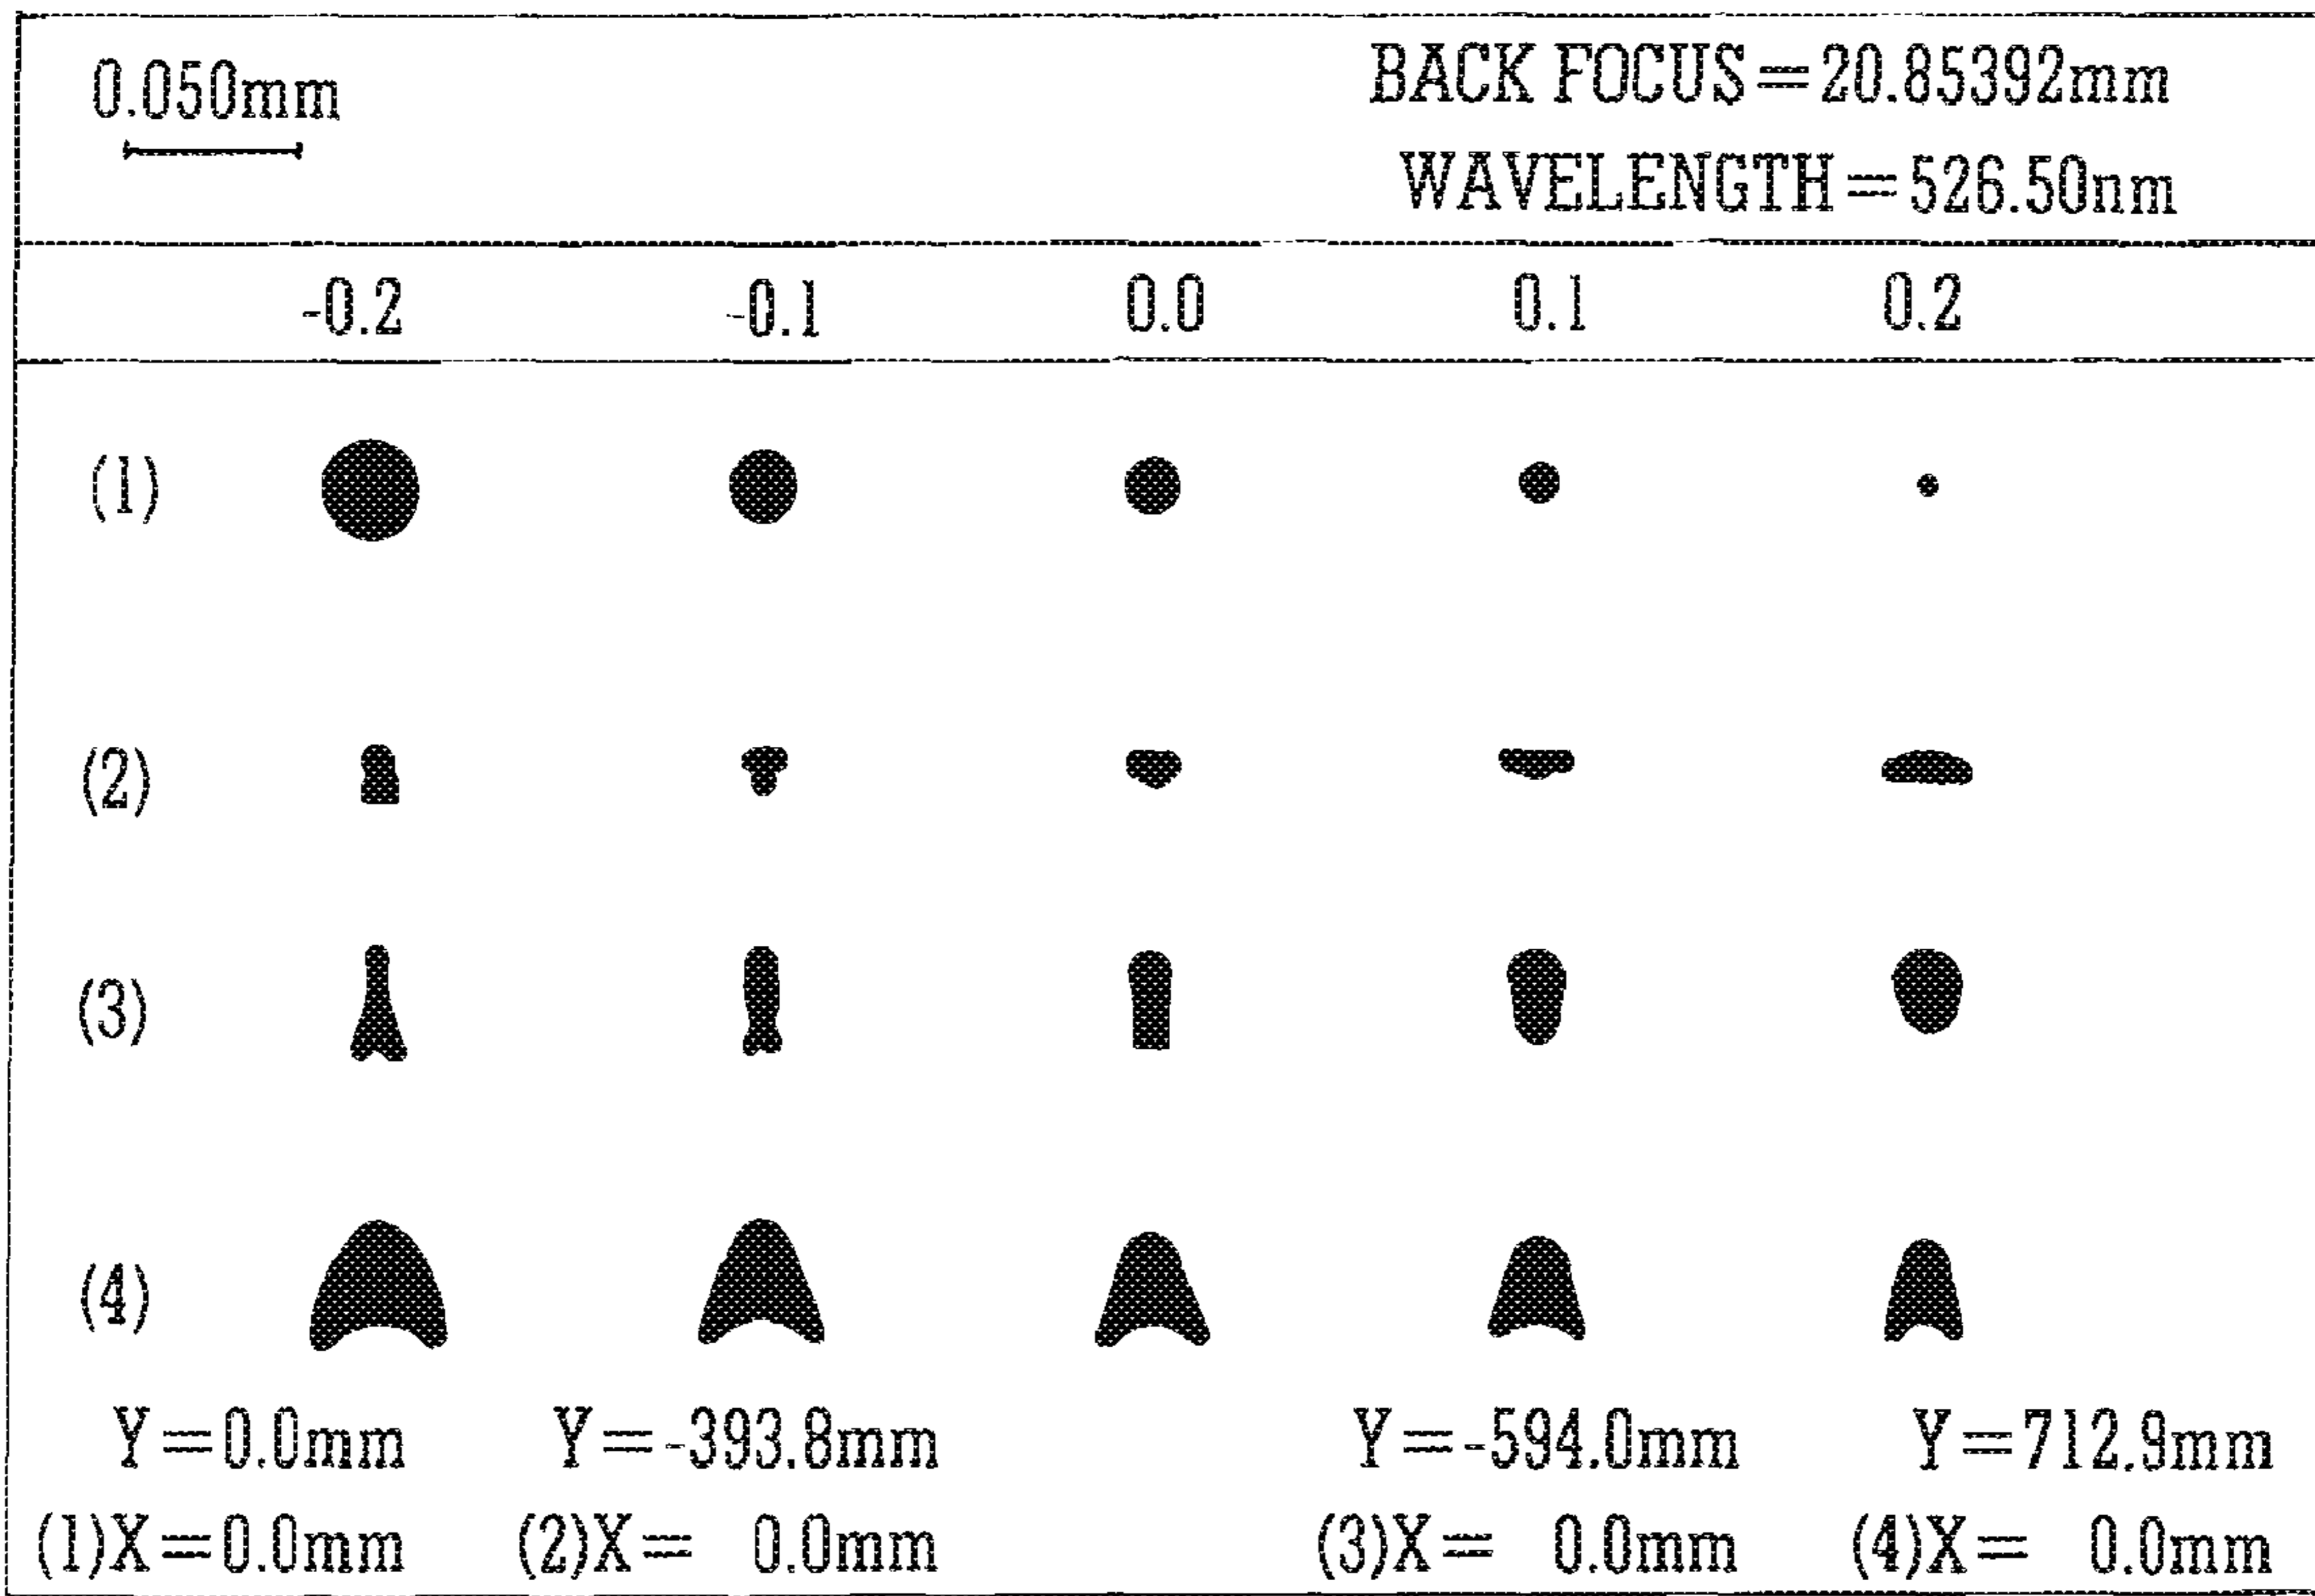 0.050mm
BACK FOCUS=20.85392mm
WAVELENGTH=526.50nm
-0.2 -0.1 0.0 0.1 0.2
(1)
(2)
(3)
(4)
Y=0.0mm Y=-393.8mm Y=-594.0mm Y=712.9mm
(1)X=0.0mm (2)X= 0.0mm (3)X= 0.0mm (4)X= 0.0mm